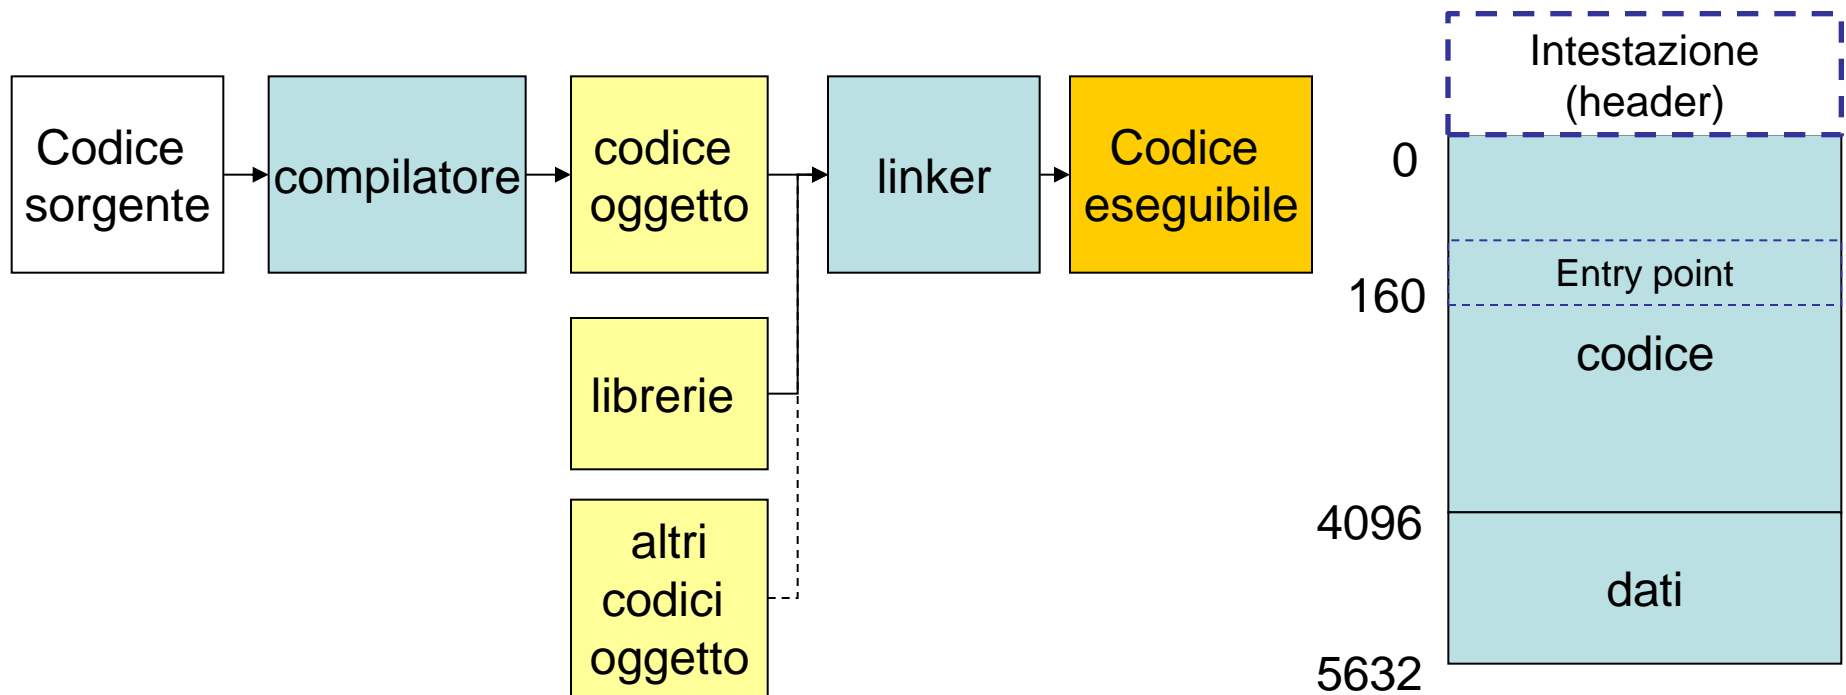 Codice
sorgente
compilatore
codice
oggetto
linker
Codice
eseguibile
librerie
altri
codici
oggetto
Intestazione
(header)
0
Entry point
160
codice
4096
dati
5632